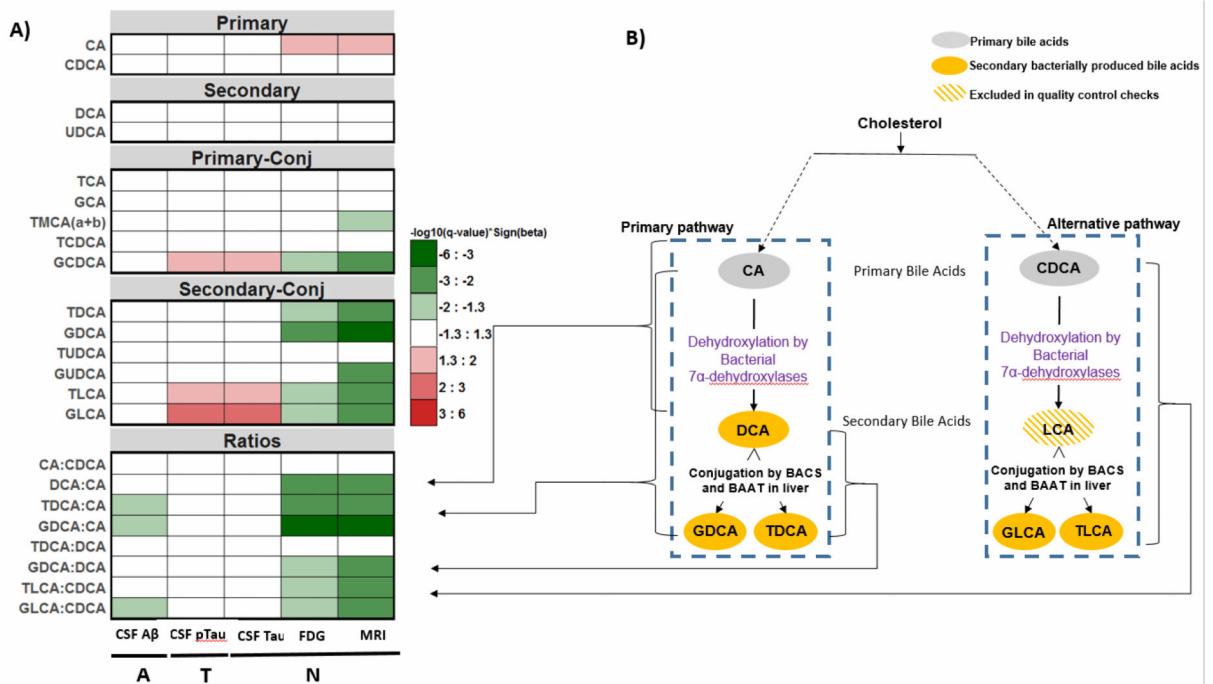 A)
Primary
CA
CDCA
Secondary
DCA
UDCA
Primary-Conj
TCA
GCA
TMCA(a+b)
TCDCA
GCDCA
Secondary-Conj
TDCA
GDCA
TUDCA
GUDCA
TLCA
GLCA
Ratios
CA:CDCA
DCA:CA
TDCA:CA
GDCA:CA
TDCA:DCA
GDCA:DCA
TLCA:CDCA
GLCA:CDCA
CSF Aβ CSF pTau CSF Tau FDG MRI
A T N
-log10(q-value)*Sign(beta)
-6 : -3
-3 : -2
-2 : -1.3
-1.3 : 1.3
1.3 : 2
2 : 3
3 : 6
B)
Primary bile acids
Secondary bacterially produced bile acids
Excluded in quality control checks
Cholesterol
Primary pathway
Alternative pathway
CA
Primary Bile Acids
CDCA
Dehydroxylation by
Bacterial
7α-dehydroxylases
Dehydroxylation by
Bacterial
7α-dehydroxylases
DCA
Secondary Bile Acids
LCA
Conjugation by BACS
and BAAT in liver
Conjugation by BACS
and BAAT in liver
GDCA
TDCA
GLCA
TLCA